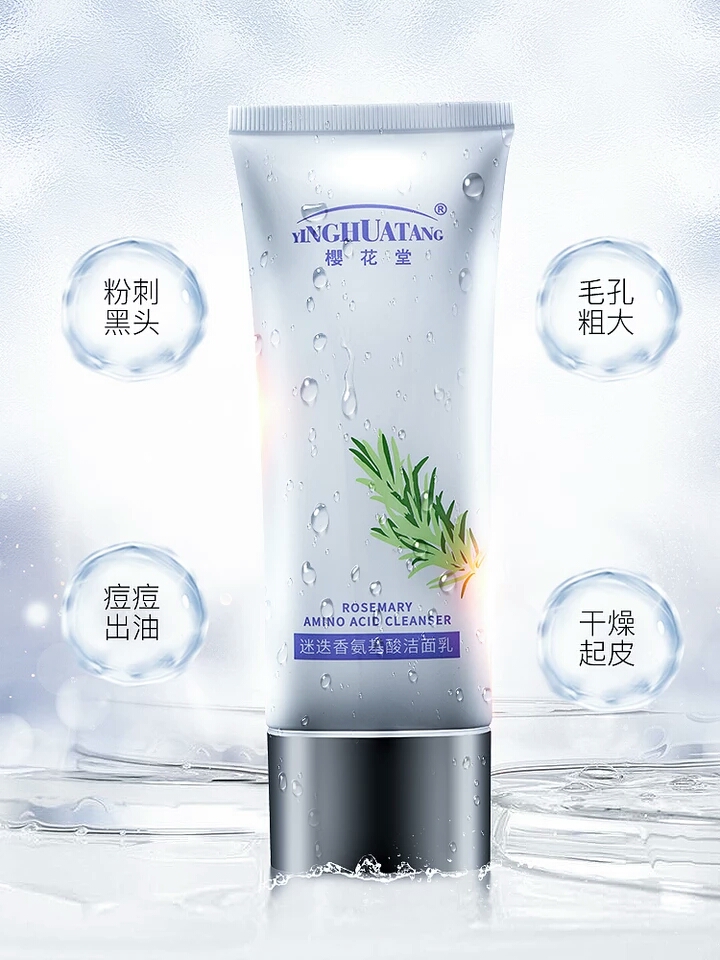 YINGHUATANG®
櫻花堂
粉刺
黑头
毛孔
粗大
痘痘
出油
干燥
起皮
ROSEMARY
AMINO ACID CLEANSER
迷迭香氨基酸洁面乳